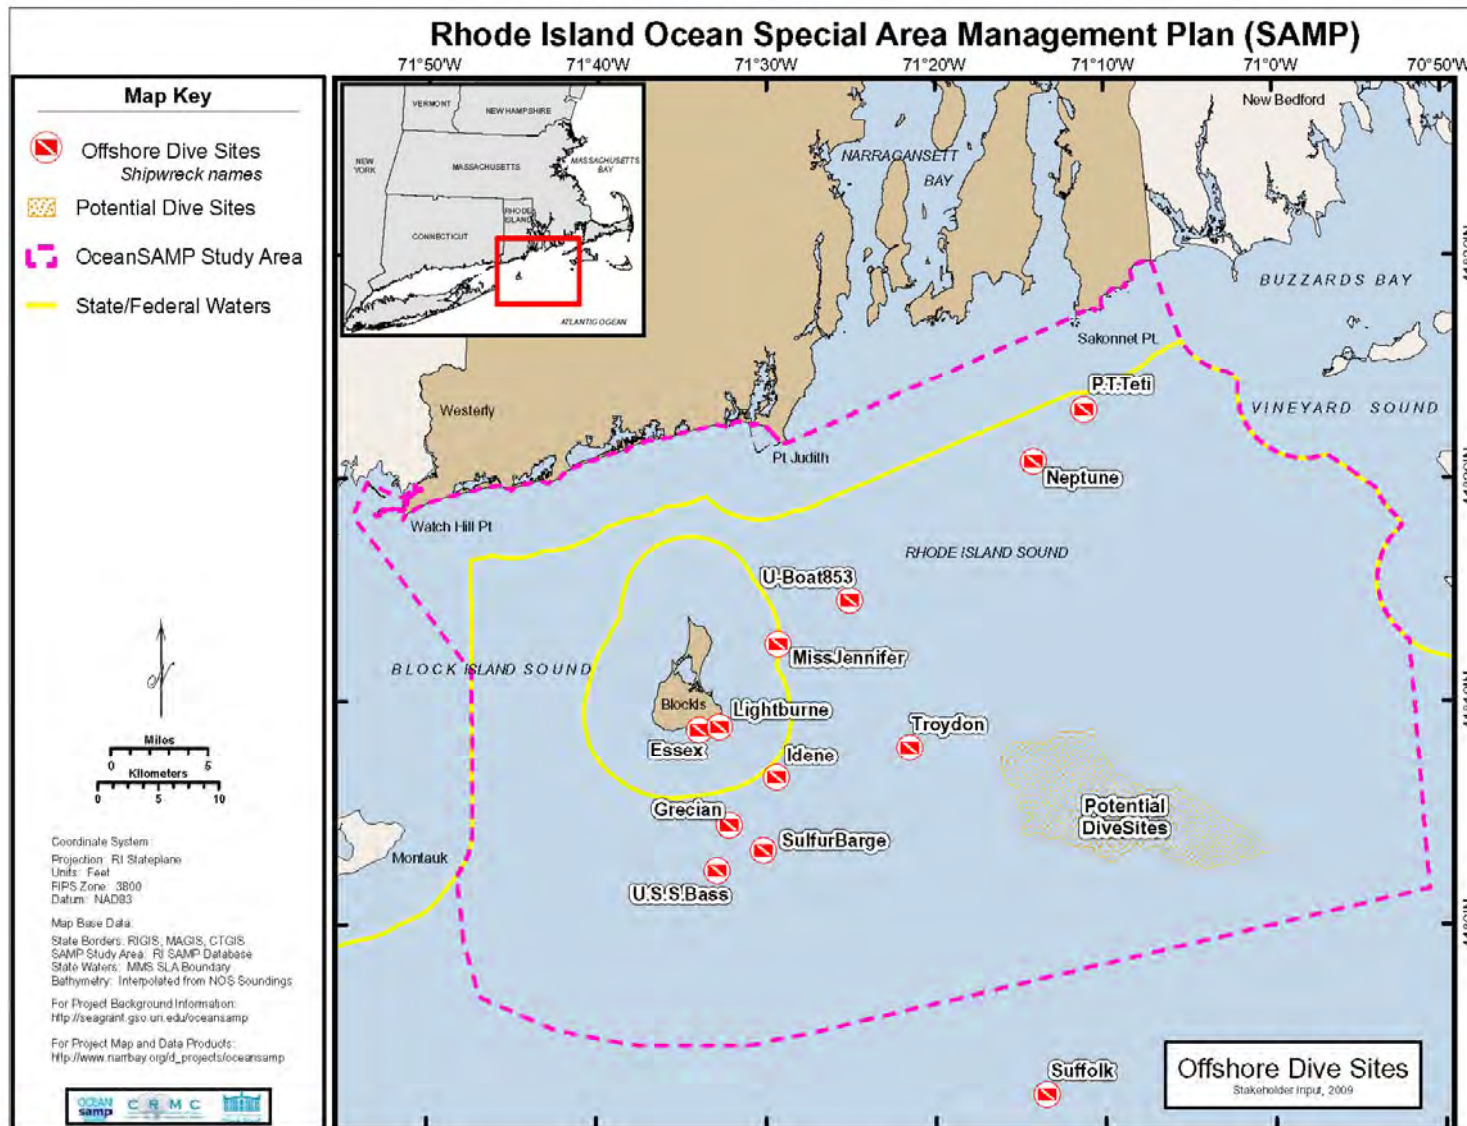 Rhode Island Ocean Special Area Management Plan (SAMP)
71°50'W
71°40'W
71°30'W
71°20'W
71°10'W
71°00'W
70°50'W
Map Key
Offshore Dive Sites
Shipwreck names
Potential Dive Sites
OceanSAMP Study Area
State/Federal Waters
Miles
0 5
Kilometers
0 5 10
Coordinate System:
Projection: RI Stateplane
Units: Feet
FIPS Zone: 3800
Datum: NAD83
Map Base Data:
State Borders: RIGIS, MAGIS, CTGIS
SAMP Study Area: RI SAMP Database
State Waters: MMS SLA Boundary
Bathymetry: Interpolated from NOS Soundings
For Project Background Information:
http://seagrant.gso.uri.edu/oceansamp
For Project Map and Data Products:
http://www.narrbay.org/d_projects/oceansamp
OCEAN
samp
C R M C
VERMONT
NEW HAMPSHIRE
NEW
YORK
MASSACHUSETTS
MASSACHUSETTS
BAY
CONNECTICUT
RHODE
ISLAND
ATLANTIC OCEAN
New Bedford
NARRAGANSETT
BAY
BUZZARDS BAY
Sakonnet Pt.
P.T.Teti
VINEYARD SOUND
Westerly
Pt Judith
Neptune
Watch Hill Pt
RHODE ISLAND SOUND
U-Boat853
MissJennifer
BLOCK ISLAND SOUND
BlockIs
Lightburne
Essex
Troydon
Idene
Grecian
Potential
DiveSites
SulfurBarge
Montauk
U.S.S.Bass
Suffolk
Offshore Dive Sites
Stakeholder Input, 2009